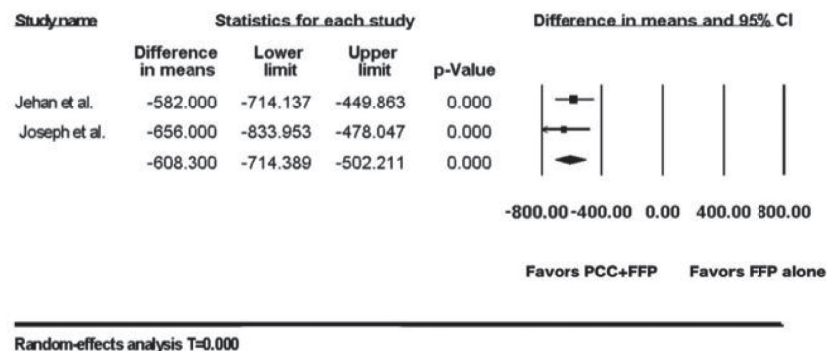 Study name Statistics for each study Difference in means and 95% CI
Difference in means Lower limit Upper limit p-Value
Jehan et al. -582.000 -714.137 -449.863 0.000
Joseph et al. -656.000 -833.953 -478.047 0.000
-608.300 -714.389 -502.211 0.000
-800.00 -400.00 0.00 400.00 800.00
Favors PCC+FFP Favors FFP alone
Random-effects analysis T=0.000